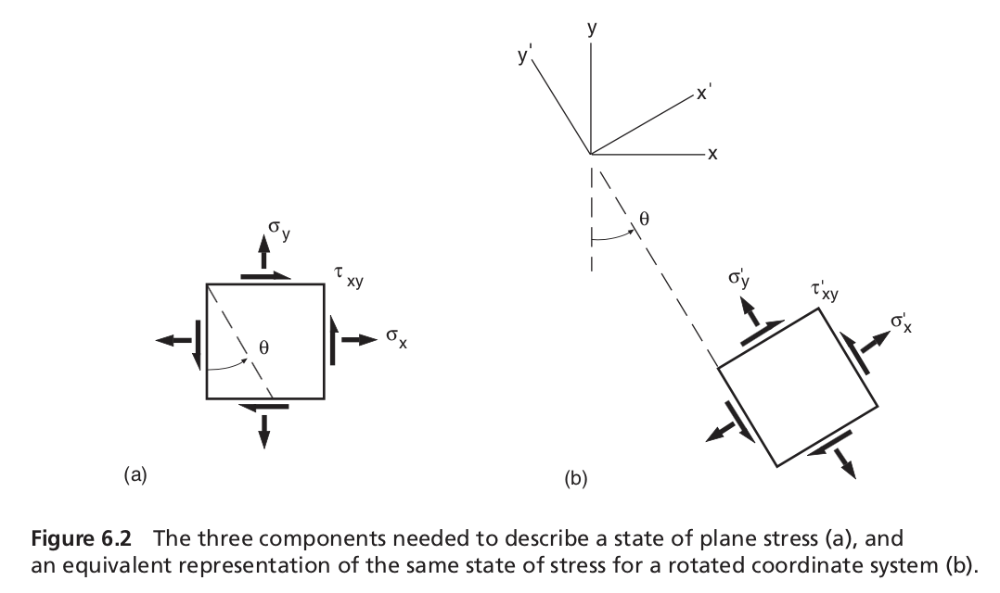 y
y'
x'
x
θ
σy
τxy
σx
θ
σ'y
τ'xy
σ'x
(a)
(b)
Figure 6.2 The three components needed to describe a state of plane stress (a), and
an equivalent representation of the same state of stress for a rotated coordinate system (b).